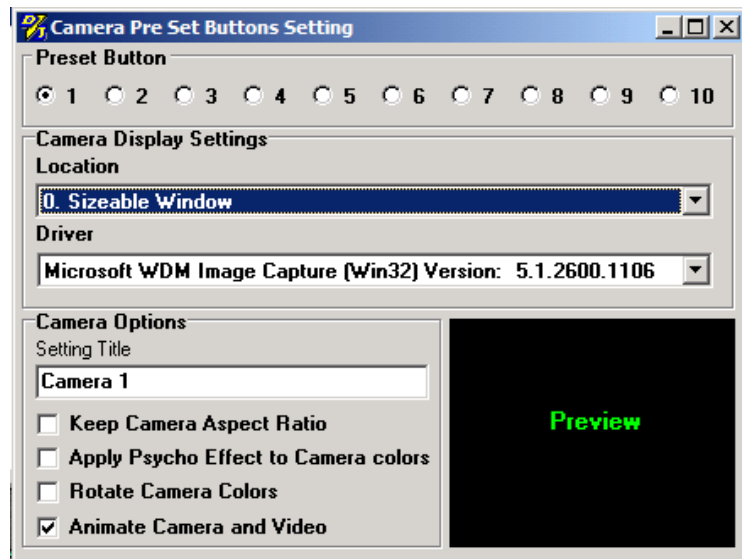 Camera Pre Set Buttons Setting
Preset Button
1 2 3 4 5 6 7 8 9 10
Camera Display Settings
Location
0. Sizeable Window
Driver
Microsoft WDM Image Capture (Win32) Version: 5.1.2600.1106
Camera Options
Setting Title
Camera 1
Keep Camera Aspect Ratio
Apply Psycho Effect to Camera colors
Rotate Camera Colors
Animate Camera and Video
Preview